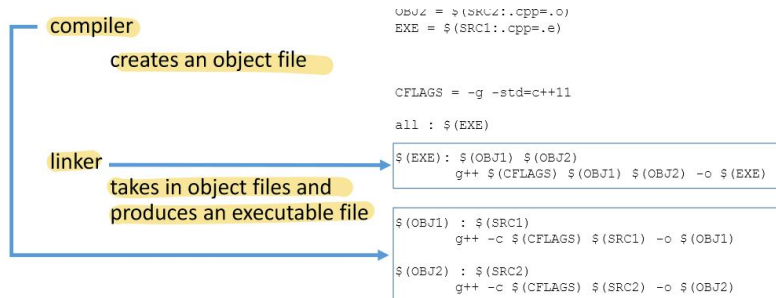 compiler
creates an object file
linker
takes in object files and
produces an executable file
OBJ2 = $(SRC2:.cpp=.o)
EXE = $(SRC1:.cpp=.e)
CFLAGS = -g -std=c++11
all : $(EXE)
$(EXE): $(OBJ1) $(OBJ2)
g++ $(CFLAGS) $(OBJ1) $(OBJ2) -o $(EXE)
$(OBJ1) : $(SRC1)
g++ -c $(CFLAGS) $(SRC1) -o $(OBJ1)
$(OBJ2) : $(SRC2)
g++ -c $(CFLAGS) $(SRC2) -o $(OBJ2)